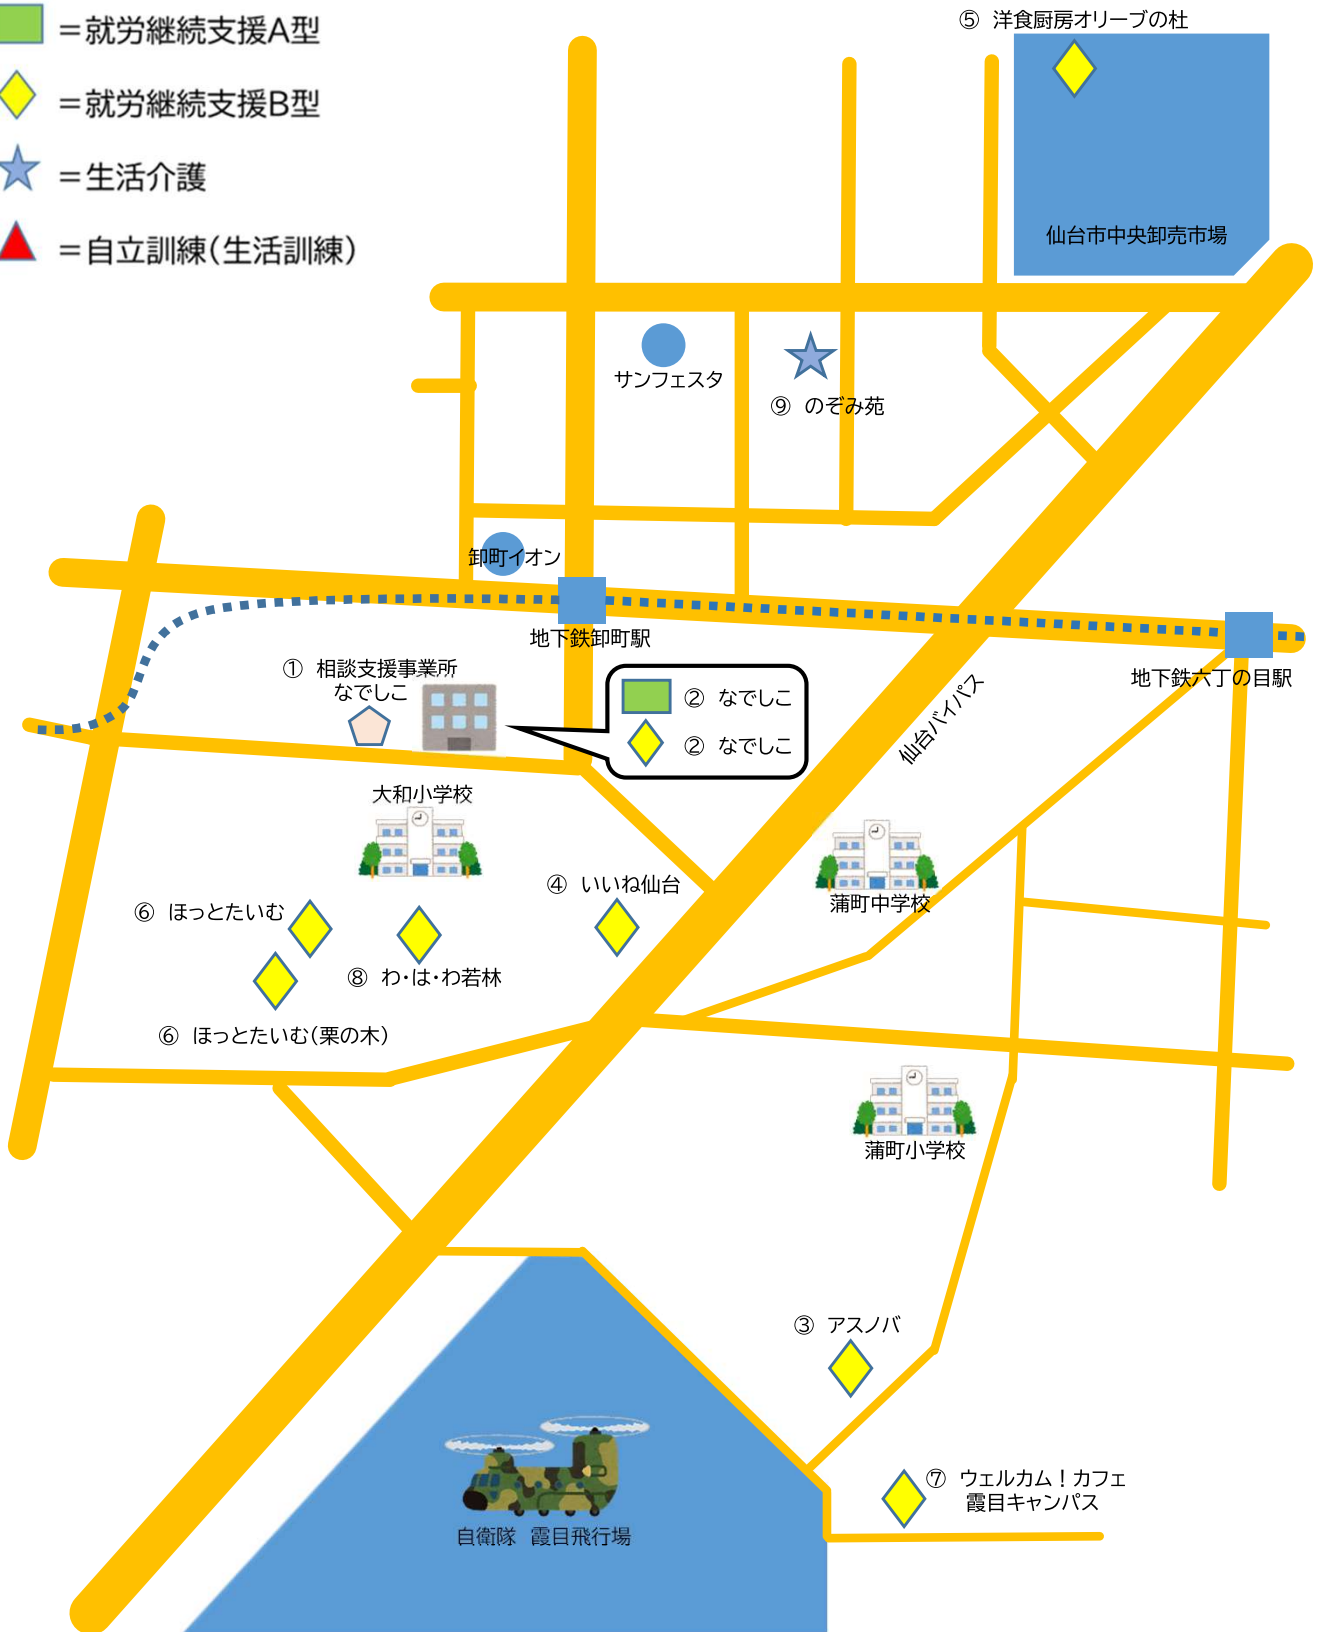 =就労継続支援A型
=就労継続支援B型
=生活介護
=自立訓練(生活訓練)
⑤ 洋食厨房オリーブの杜
仙台市中央卸売市場
サンフェスタ
⑨ のぞみ苑
卸町イオン
地下鉄卸町駅
地下鉄六丁の目駅
① 相談支援事業所
なでしこ
② なでしこ
② なでしこ
仙台バイパス
大和小学校
蒲町中学校
④ いいね仙台
⑥ ほっとたいむ
⑧ わ・は・わ若林
⑥ ほっとたいむ(栗の木)
蒲町小学校
③ アスノバ
⑦ ウェルカム!カフェ
霞目キャンパス
自衛隊 霞目飛行場